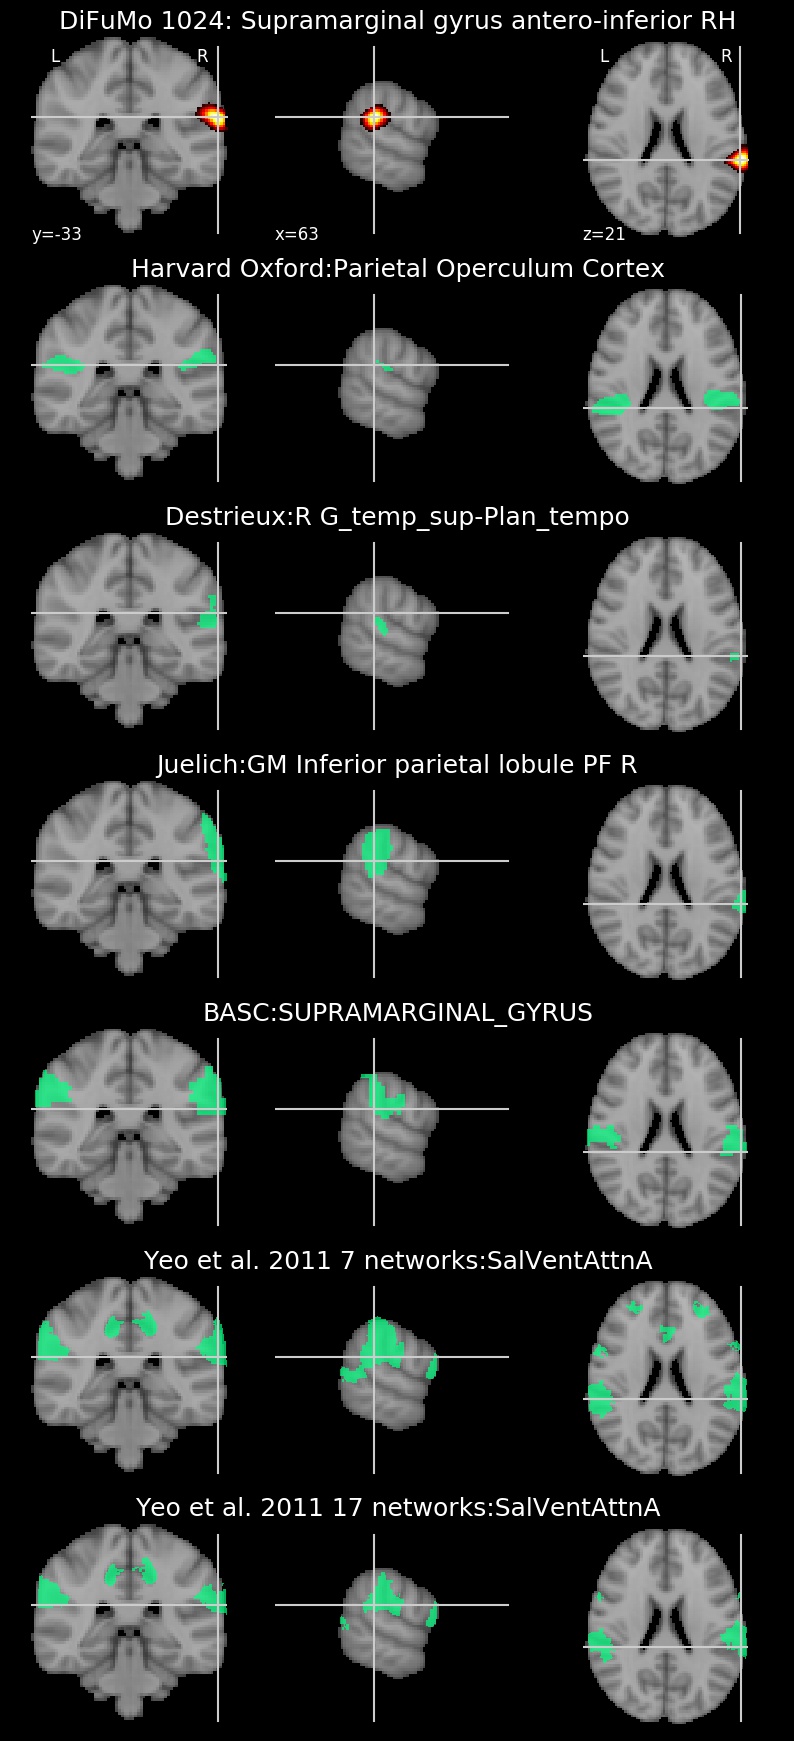 DiFuMo 1024: Supramarginal gyrus antero-inferior RH
L R L R
y=-33 x=63 z=21
Harvard Oxford:Parietal Operculum Cortex
Destrieux:R G_temp_sup-Plan_tempo
Juelich:GM Inferior parietal lobule PF R
BASC:SUPRAMARGINAL_GYRUS
Yeo et al. 2011 7 networks:SalVentAttnA
Yeo et al. 2011 17 networks:SalVentAttnA